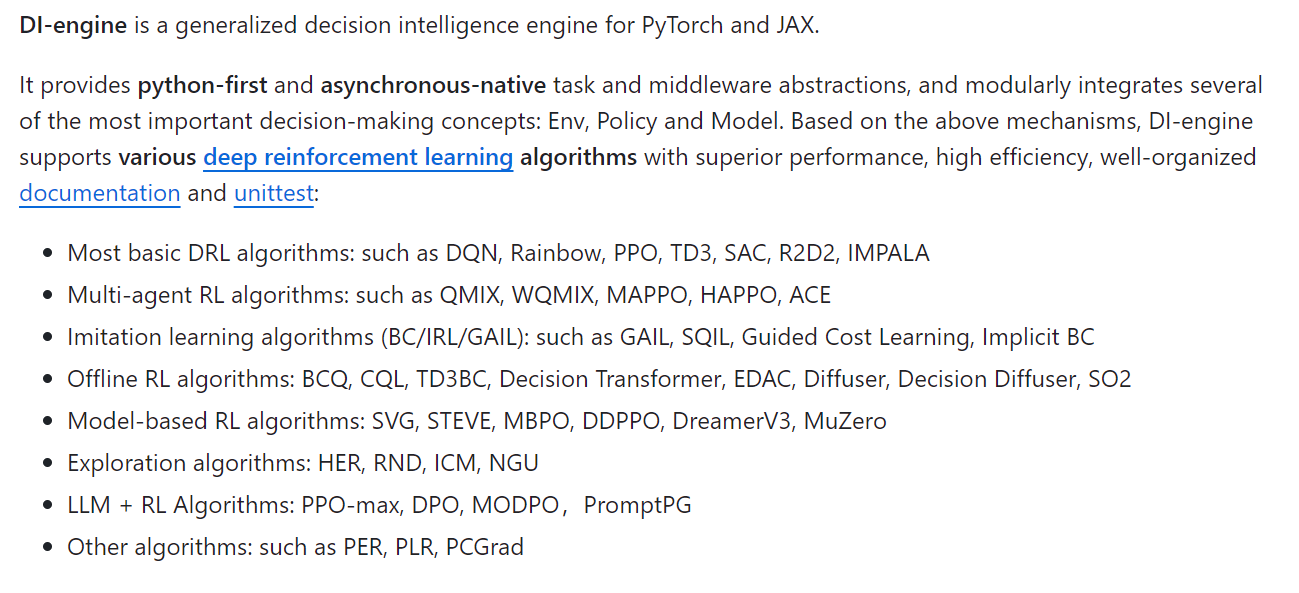 DI-engine is a generalized decision intelligence engine for PyTorch and JAX.
It provides python-first and asynchronous-native task and middleware abstractions, and modularly integrates several
of the most important decision-making concepts: Env, Policy and Model. Based on the above mechanisms, DI-engine
supports various deep reinforcement learning algorithms with superior performance, high efficiency, well-organized
documentation and unittest:
• Most basic DRL algorithms: such as DQN, Rainbow, PPO, TD3, SAC, R2D2, IMPALA
• Multi-agent RL algorithms: such as QMIX, WQMIX, MAPPO, HAPPO, ACE
• Imitation learning algorithms (BC/IRL/GAIL): such as GAIL, SQIL, Guided Cost Learning, Implicit BC
• Offline RL algorithms: BCQ, CQL, TD3BC, Decision Transformer, EDAC, Diffuser, Decision Diffuser, SO2
• Model-based RL algorithms: SVG, STEVE, MBPO, DDPPO, DreamerV3, MuZero
• Exploration algorithms: HER, RND, ICM, NGU
• LLM + RL Algorithms: PPO-max, DPO, MODPO，PromptPG
• Other algorithms: such as PER, PLR, PCGrad